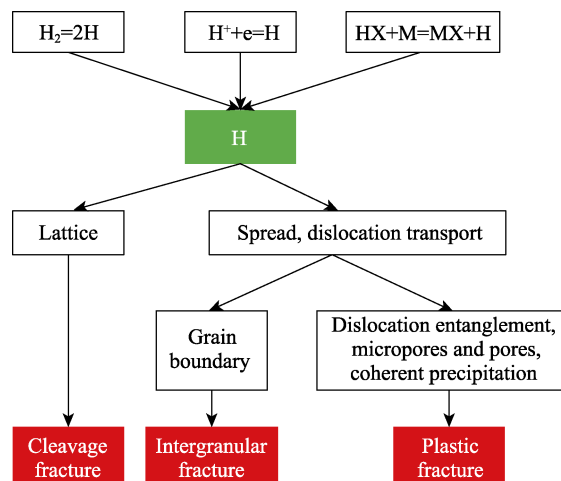 H₂=2H
H⁺+e=H
HX+M=MX+H
H
Lattice
Spread, dislocation transport
Grain
boundary
Dislocation entanglement,
micropores and pores,
coherent precipitation
Cleavage
fracture
Intergranular
fracture
Plastic
fracture